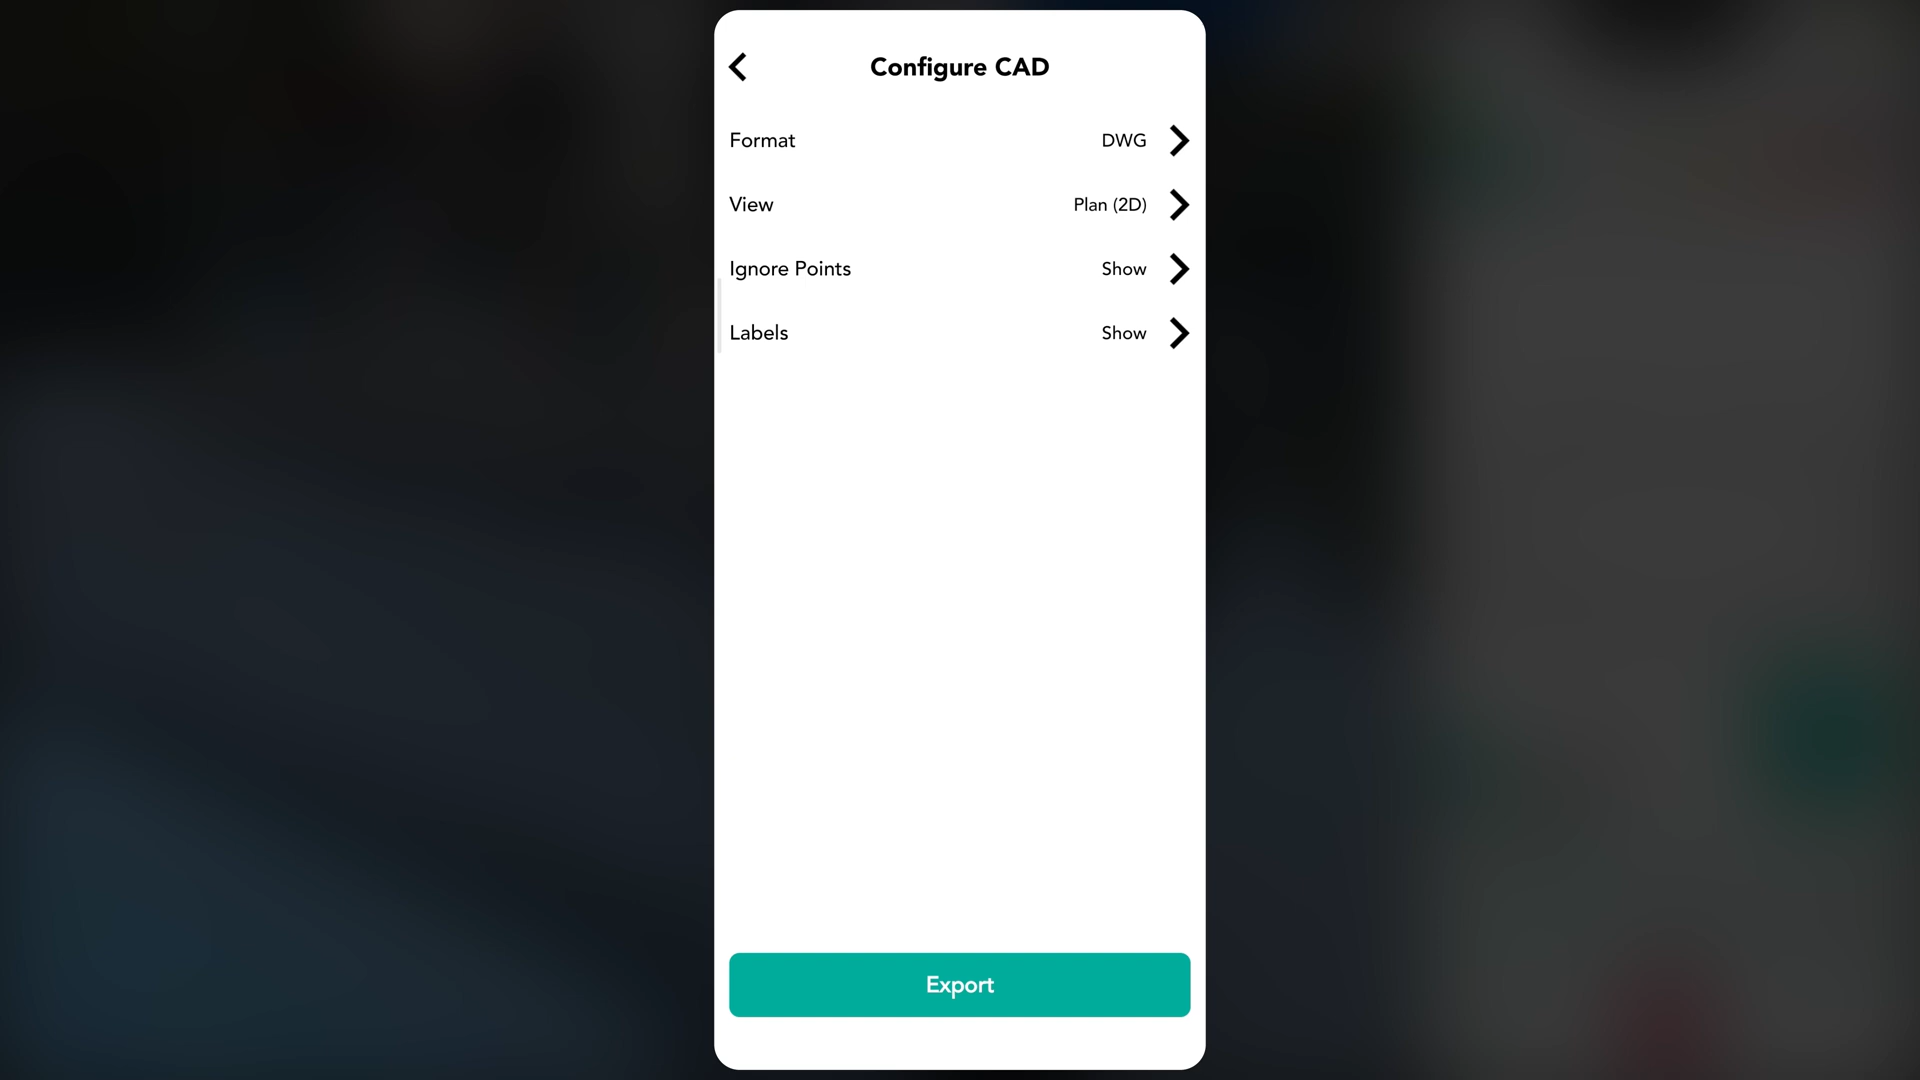 Configure CAD
Format DWG
View Plan (2D)
Ignore Points Show
Labels Show
Export